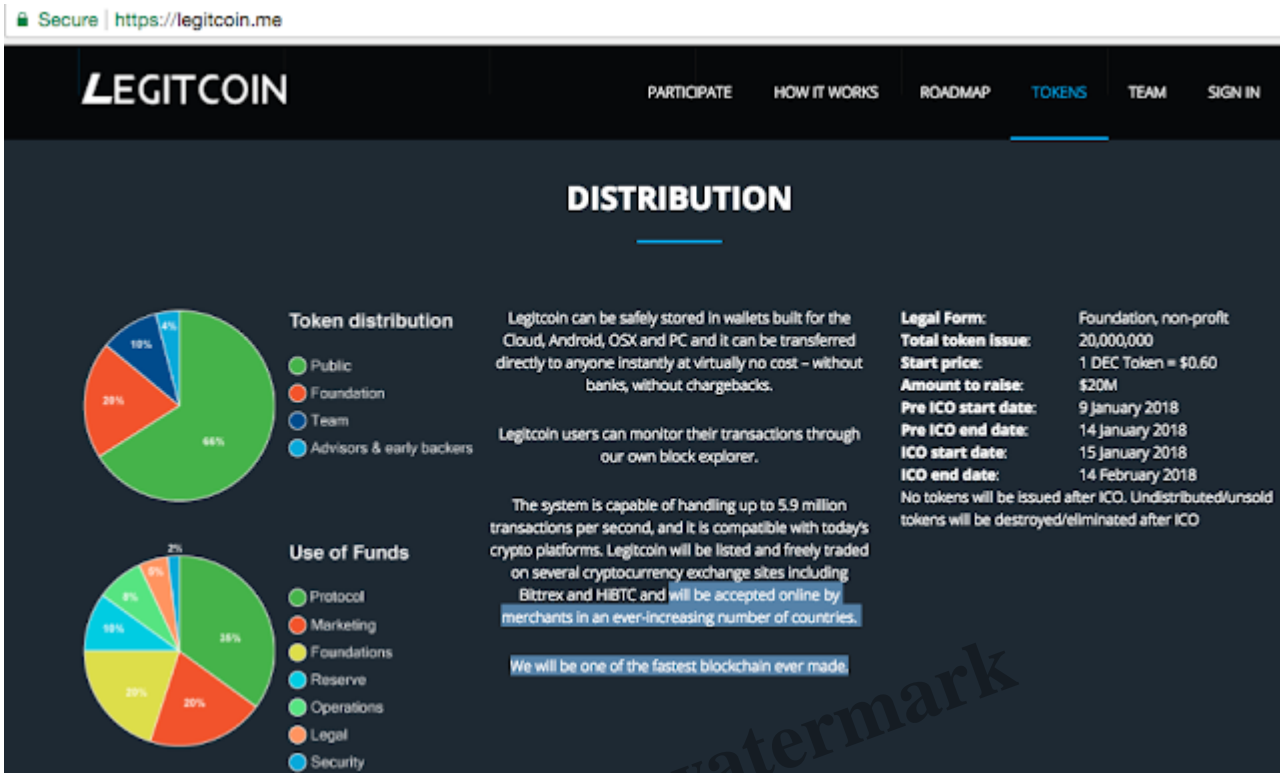 Secure | https://legitcoin.me
LEGITCOIN
PARTICIPATE HOW IT WORKS ROADMAP TOKENS TEAM SIGN IN
DISTRIBUTION
Token distribution
Public
Foundation
Team
Advisors & early backers
4%
10%
20%
66%
Use of Funds
Protocol
Marketing
Foundations
Reserve
Operations
Legal
Security
2%
10%
20%
20%
35%
Legitcoin can be safely stored in wallets built for the
Cloud, Android, OSX and PC and it can be transferred
directly to anyone instantly at virtually no cost – without
banks, without chargebacks.
Legitcoin users can monitor their transactions through
our own block explorer.
The system is capable of handling up to 5.9 million
transactions per second, and it is compatible with today's
crypto platforms. Legitcoin will be listed and freely traded
on several cryptocurrency exchange sites including
Bittrex and HiBTC and will be accepted online by
merchants in an ever-increasing number of countries.
We will be one of the fastest blockchain ever made.
Legal Form: Foundation, non-profit
Total token issue: 20,000,000
Start price: 1 DEC Token = $0.60
Amount to raise: $20M
Pre ICO start date: 9 January 2018
Pre ICO end date: 14 January 2018
ICO start date: 15 January 2018
ICO end date: 14 February 2018
No tokens will be issued after ICO. Undistributed/unsold
tokens will be destroyed/eliminated after ICO
watermark